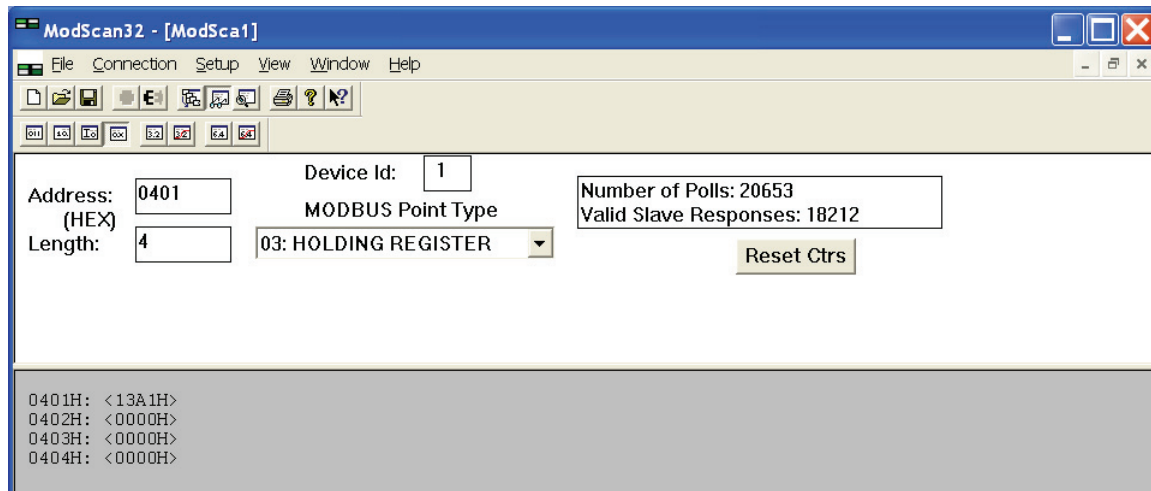 ModScan32 - [ModSca1]
File Connection Setup View Window Help
Device Id: 1
Address: 0401
(HEX)
MODBUS Point Type
Length: 4
03: HOLDING REGISTER
Number of Polls: 20653
Valid Slave Responses: 18212
Reset Ctrs
0401H: <13A1H>
0402H: <0000H>
0403H: <0000H>
0404H: <0000H>